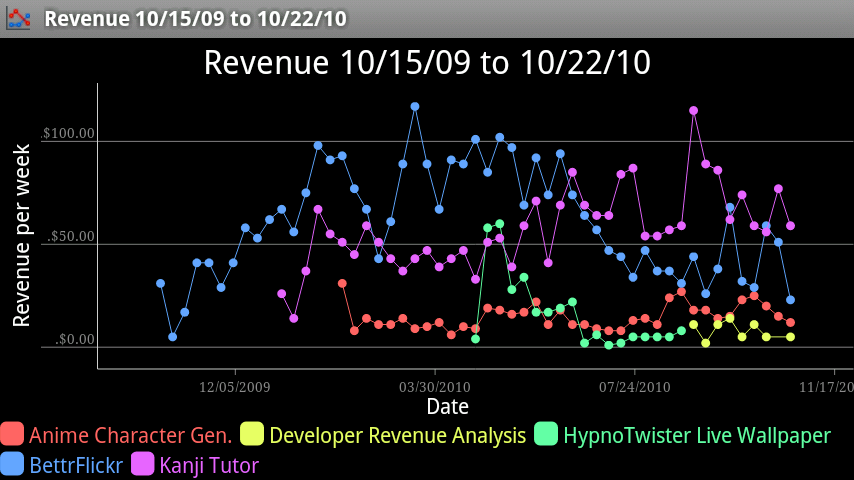 Revenue 10/15/09 to 10/22/10
Revenue 10/15/09 to 10/22/10
Revenue per week
.$100.00
.$50.00
.$0.00
12/05/2009 03/30/2010 07/24/2010 11/17/20
Date
Anime Character Gen. Developer Revenue Analysis HypnoTwister Live Wallpaper
BettrFlickr Kanji Tutor